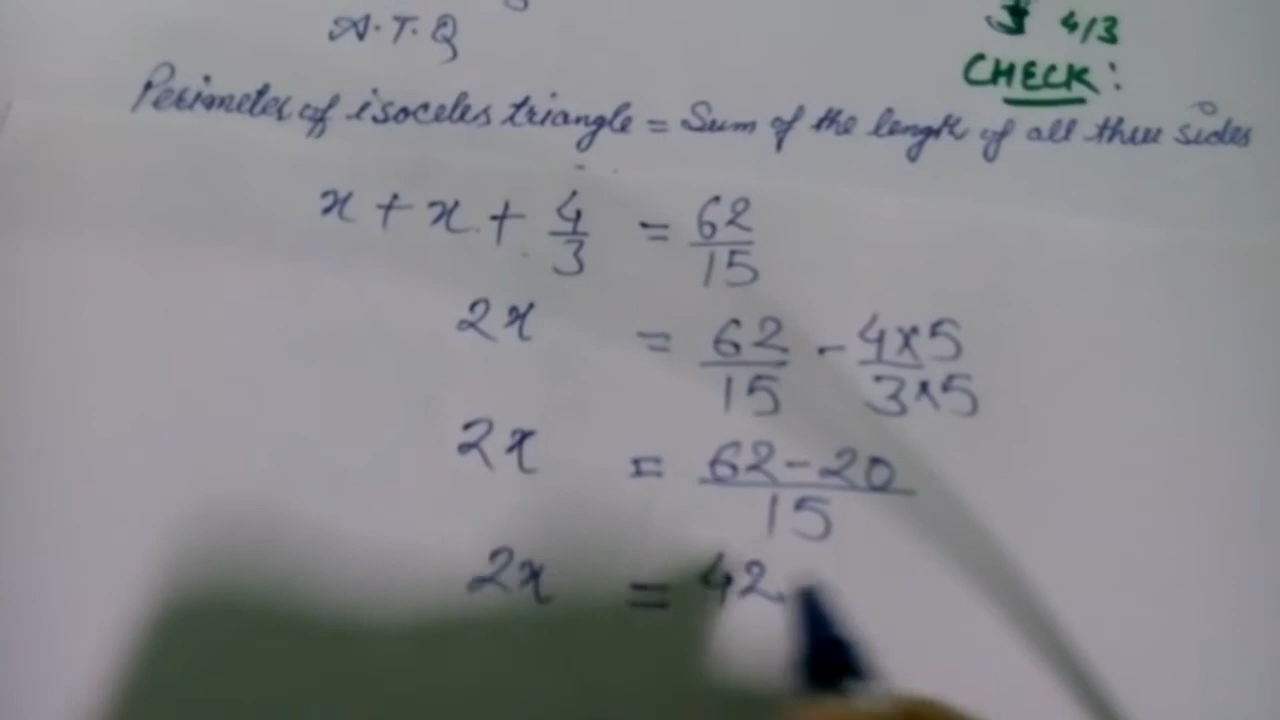 A.T.Q
4/3
CHECK:
Perimeter of isoceles triangle = Sum of the length of all three sides
x + x + 4/3 = 62/15
2x = 62/15 - 4×5/3×5
2x = 62-20/15
2x = 42